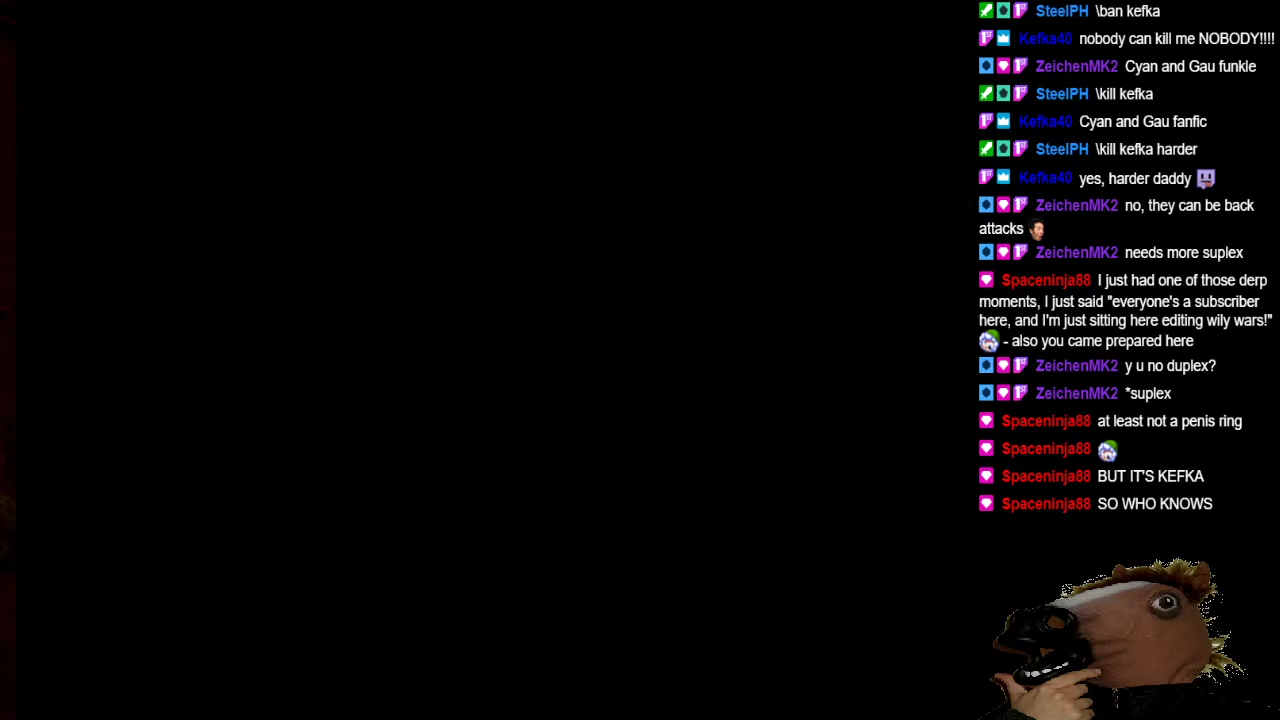 SteelPH \ban kefka
Kefka40 nobody can kill me NOBODY!!!!
ZeichenMK2 Cyan and Gau funkle
SteelPH \kill kefka
Kefka40 Cyan and Gau fanfic
SteelPH \kill kefka harder
Kefka40 yes, harder daddy
ZeichenMK2 no, they can be back
attacks
ZeichenMK2 needs more suplex
Spaceninja88 I just had one of those derp
moments, I just said "everyone's a subscriber
here, and I'm just sitting here editing wily wars!"
- also you came prepared here
ZeichenMK2 y u no duplex?
ZeichenMK2 *suplex
Spaceninja88 at least not a penis ring
Spaceninja88
Spaceninja88 BUT IT'S KEFKA
Spaceninja88 SO WHO KNOWS